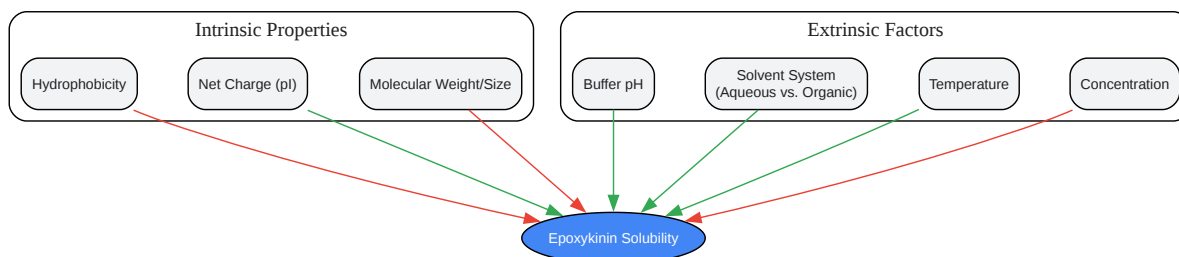 Intrinsic Properties
Extrinsic Factors
Hydrophobicity
Net Charge (pI)
Molecular Weight/Size
Buffer pH
Solvent System
(Aqueous vs. Organic)
Temperature
Concentration
Epoxykinin Solubility